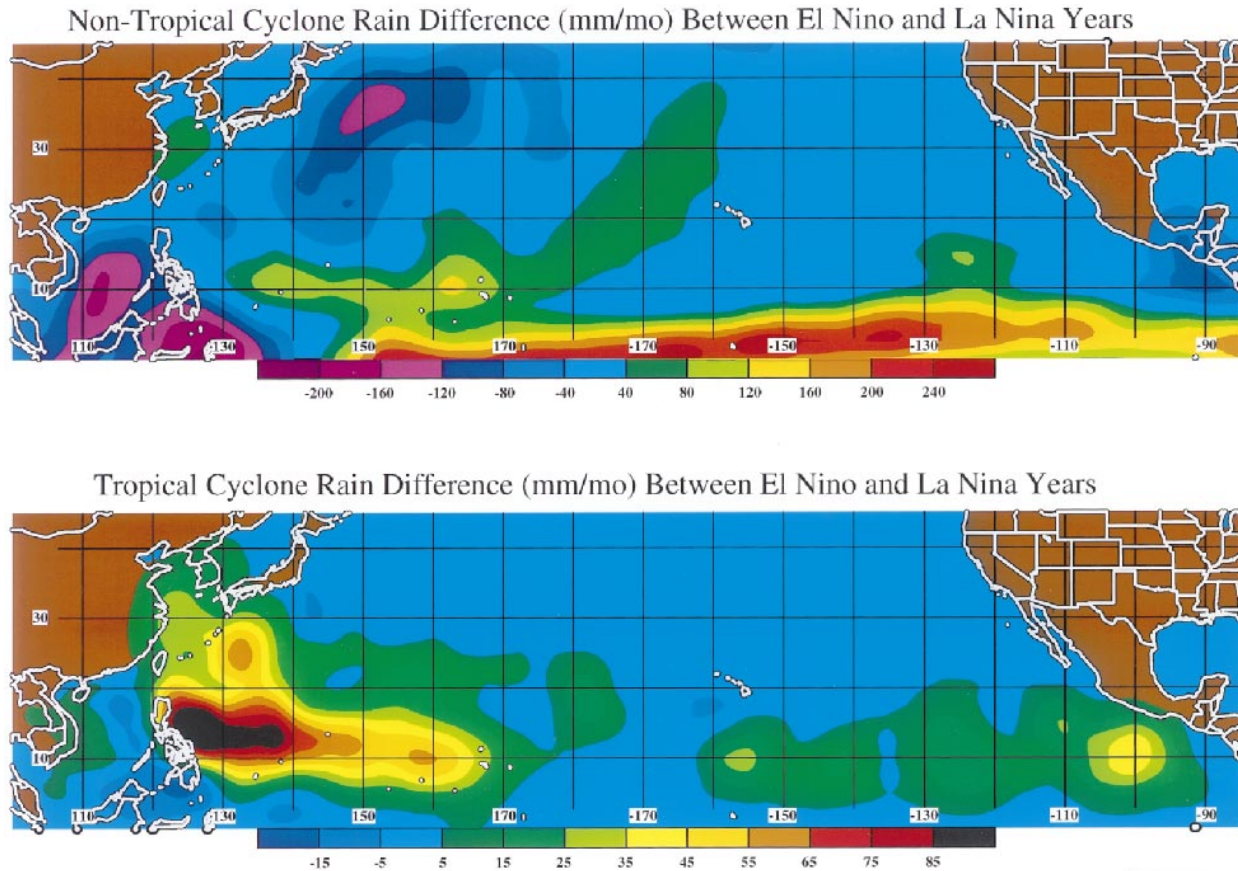 Non-Tropical Cyclone Rain Difference (mm/mo) Between El Nino and La Nina Years
30
10
110 -130 150 170 -170 -150 -130 -110 -90
-200 -160 -120 -80 -40 40 80 120 160 200 240
Tropical Cyclone Rain Difference (mm/mo) Between El Nino and La Nina Years
30
10
110 130 150 170 -170 -150 -130 -110 -90
-15 -5 5 15 25 35 45 55 65 75 85